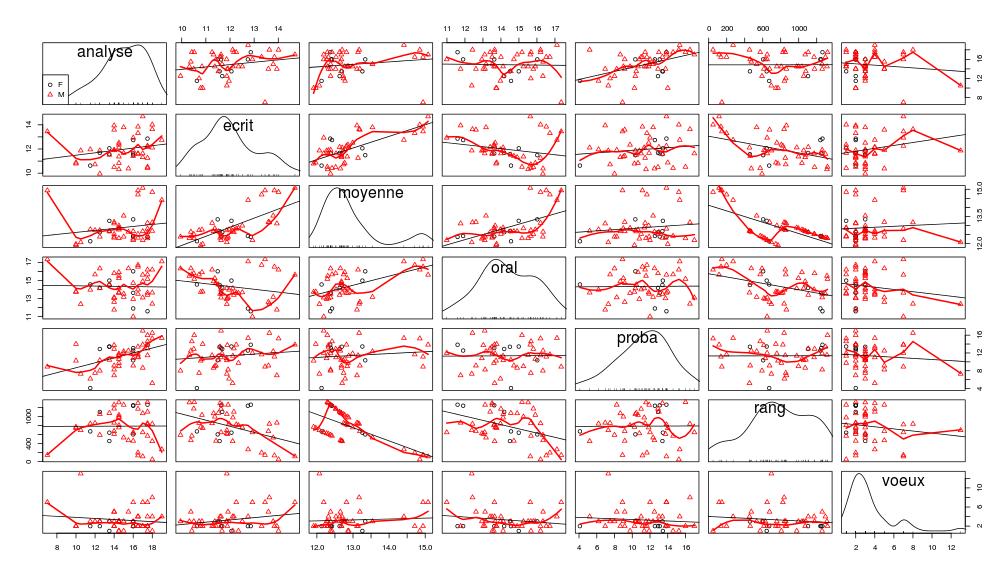 10 11 12 13 14
11 12 13 14 15 16 17
0 200 600 1000
analyse
F
M
8 12 16
ecrit
10 12 14
moyenne
12.0 13.5 15.0
oral
11 13 15 17
proba
4 8 12 16
rang
0 400 1000
voeux
2 6 10
8 10 12 14 16 18
12.0 13.0 14.0 15.0
4 6 8 10 12 14 16
2 4 6 8 10 12